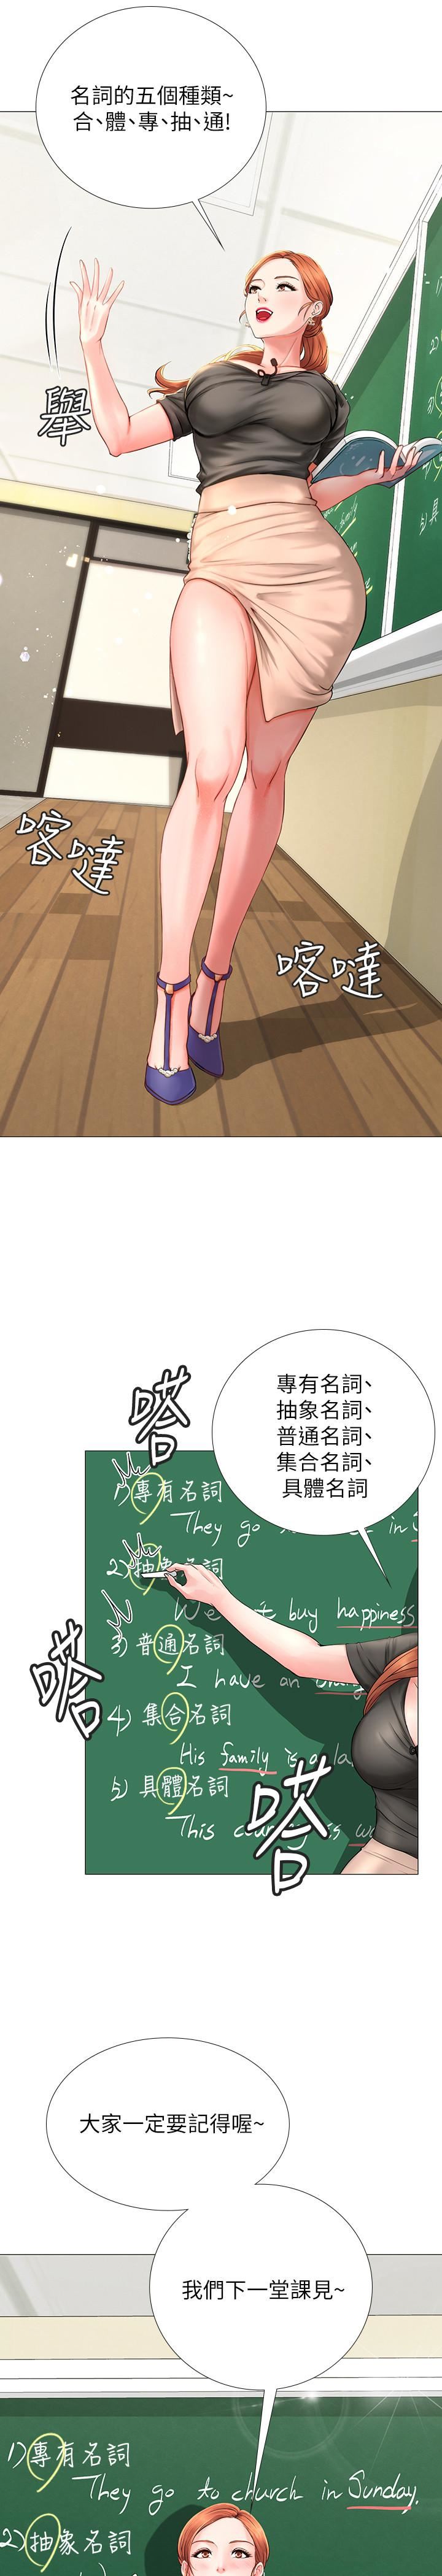 名詞的五個種類~
合、體、專、抽、通!
舉
喀噠
喀噠
專有名詞、
抽象名詞、
普通名詞、
集合名詞、
具體名詞
嗒
1) 專有名詞
They go in
2) 抽象名詞
buy happiness
嗒
3) 普通名詞
I have an
4) 集合名詞
His family is a
5) 具體名詞
嗒
This is
大家一定要記得喔~
我們下一堂課見~
1) 專有名詞
They go to church in Sunday.
2) 抽象名詞